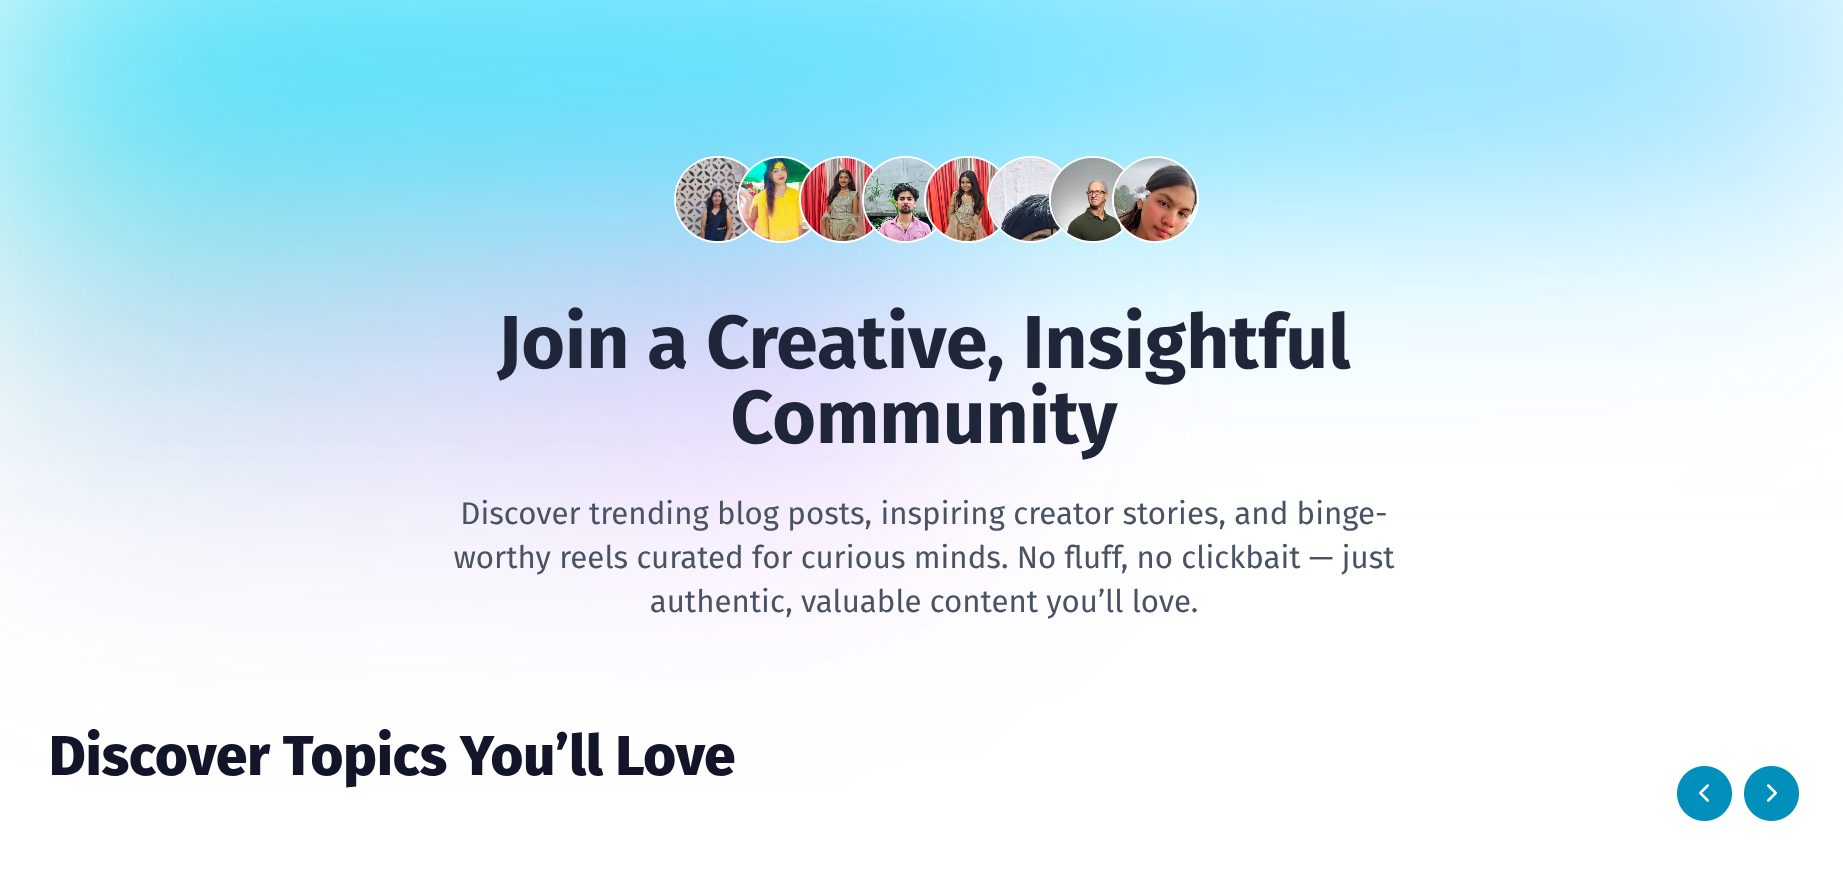 Join a Creative, Insightful
Community
Discover trending blog posts, inspiring creator stories, and binge-
worthy reels curated for curious minds. No fluff, no clickbait — just
authentic, valuable content you’ll love.
Discover Topics You’ll Love